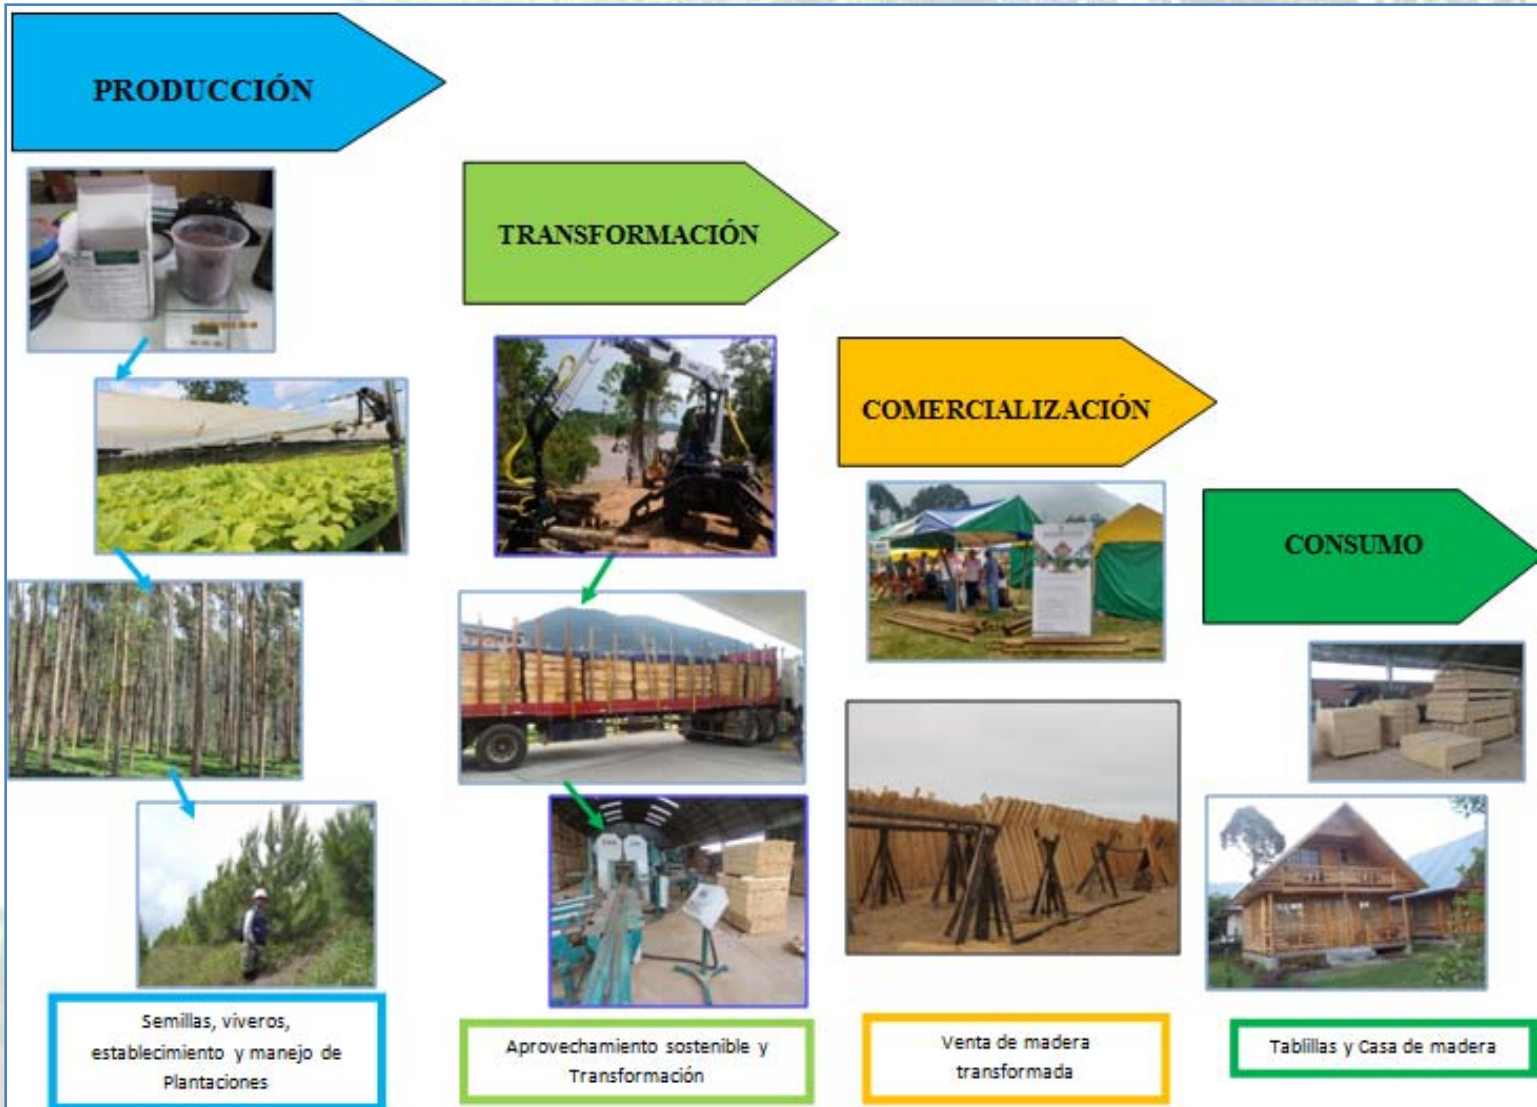 PRODUCCIÓN
TRANSFORMACIÓN
COMERCIALIZACIÓN
CONSUMO
Semillas, viveros,
establecimiento y manejo de
Plantaciones
Aprovechamiento sostenible y
Transformación
Venta de madera
transformada
Tablillas y Casa de madera